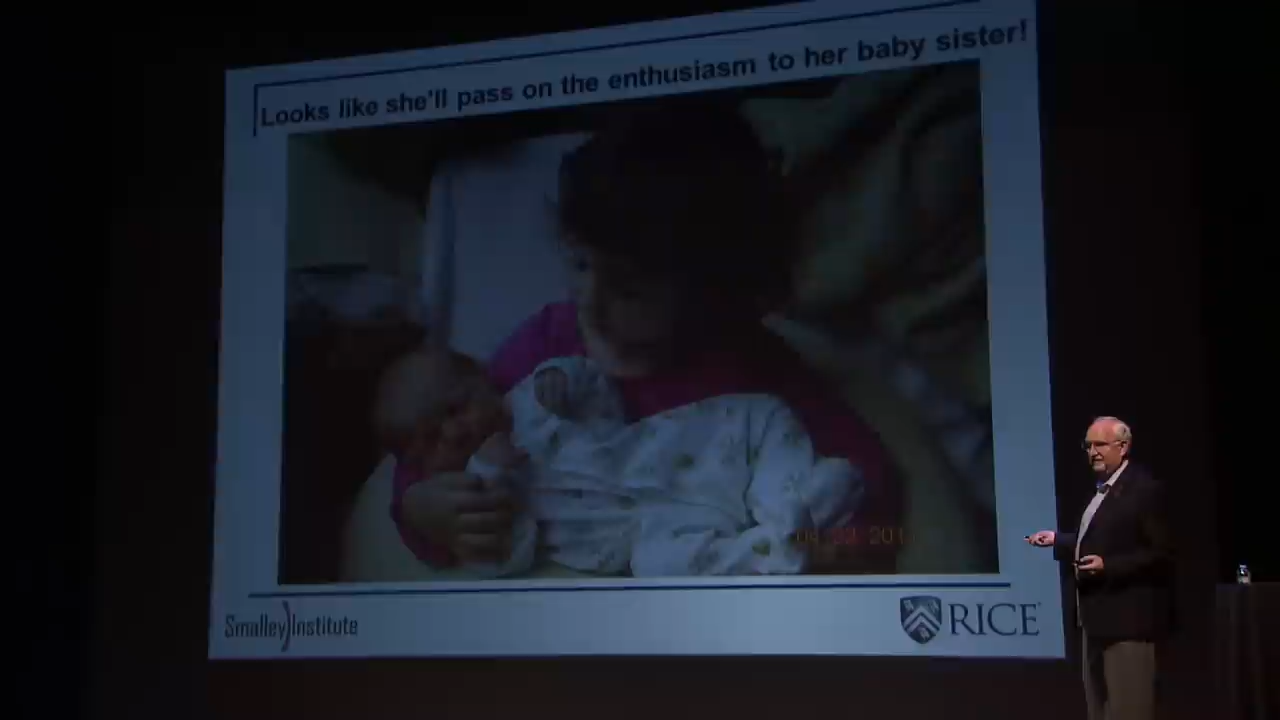 Looks like she'll pass on the enthusiasm to her baby sister!
Smalley Institute
RICE